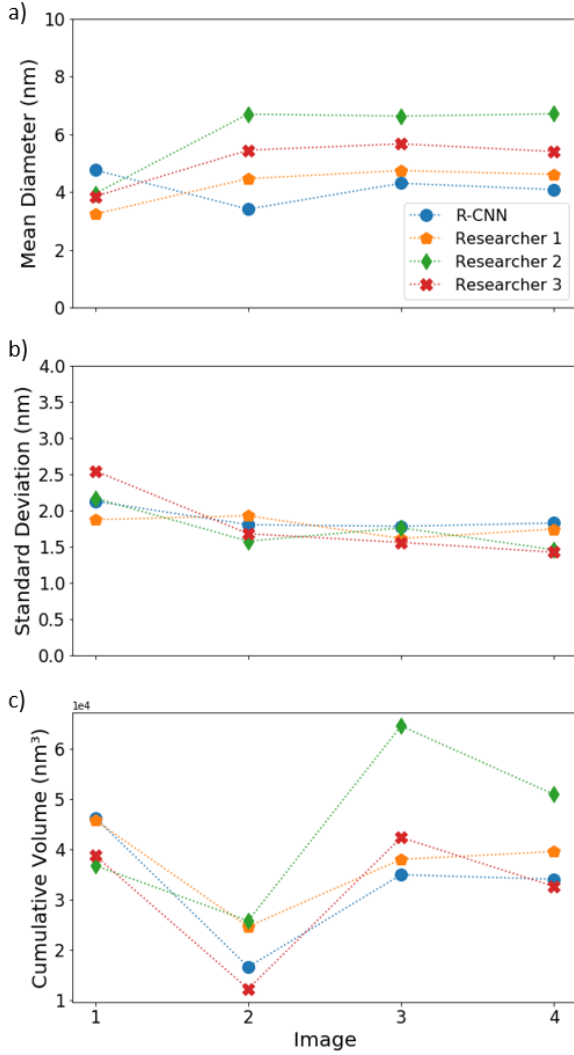 a)
10
8
6
4
2
0
Mean Diameter (nm)
R-CNN
Researcher 1
Researcher 2
Researcher 3
b)
4.0
3.5
3.0
2.5
2.0
1.5
1.0
0.5
0.0
Standard Deviation (nm)
c)
1e4
6
5
4
3
2
1
Cumulative Volume (nm³)
1 2 3 4
Image